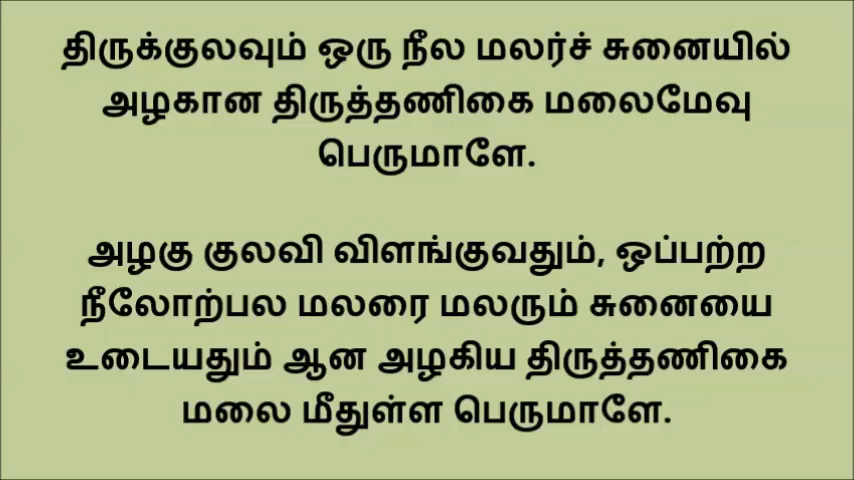 திருக்குலவும் ஒரு நீல மலர்ச் சுனையில்
அழகான திருத்தணிகை மலைமேவு
பெருமாளே.
அழகு குலவி விளங்குவதும், ஒப்பற்ற
நீலோற்பல மலரை மலரும் சுனையை
உடையதும் ஆன அழகிய திருத்தணிகை
மலை மீதுள்ள பெருமாளே.